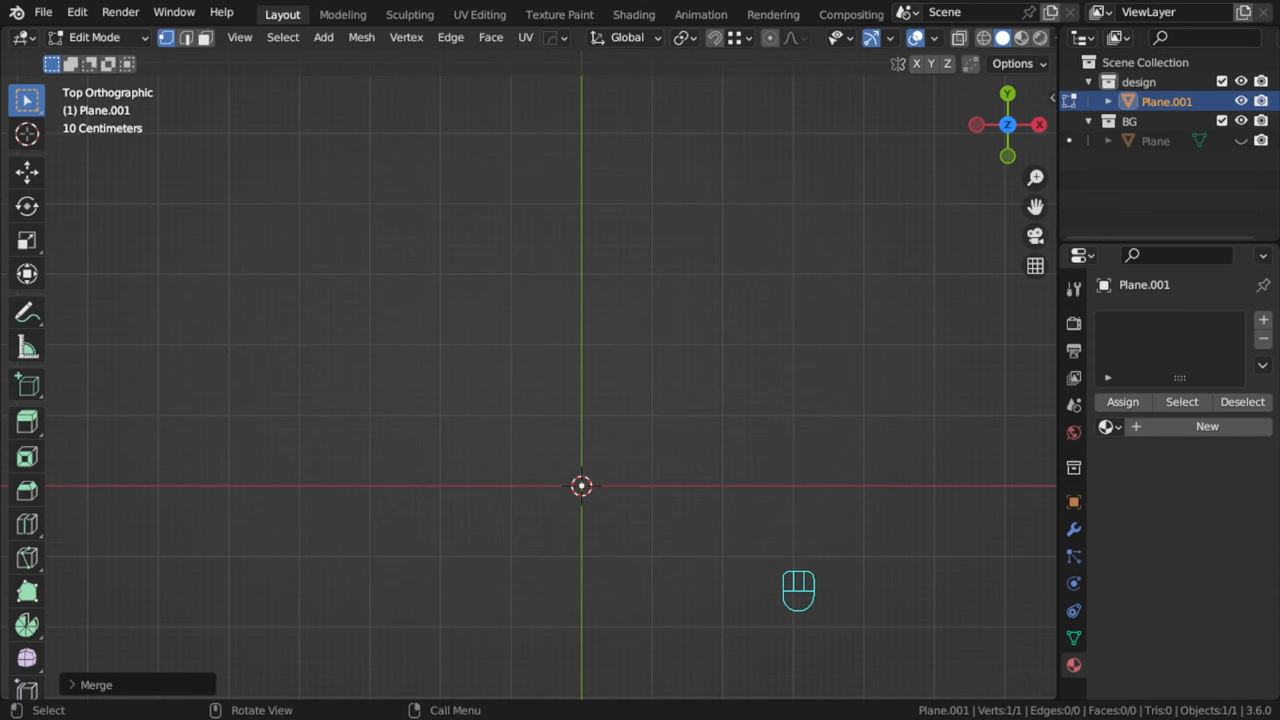 File Edit Render Window Help Layout Modeling Sculpting UV Editing Texture Paint Shading Animation Rendering Compositing Scene ViewLayer
Edit Mode View Select Add Mesh Vertex Edge Face UV Global
X Y Z Options
Top Orthographic
(1) Plane.001
10 Centimeters
Y
Z X
Scene Collection
design
Plane.001
BG
Plane
Plane.001
Assign Select Deselect
New
Merge
Select Rotate View Call Menu Plane.001 | Verts:1/1 | Edges:0/0 | Faces:0/0 | Tris:0 | Objects:1/1 | 3.6.0